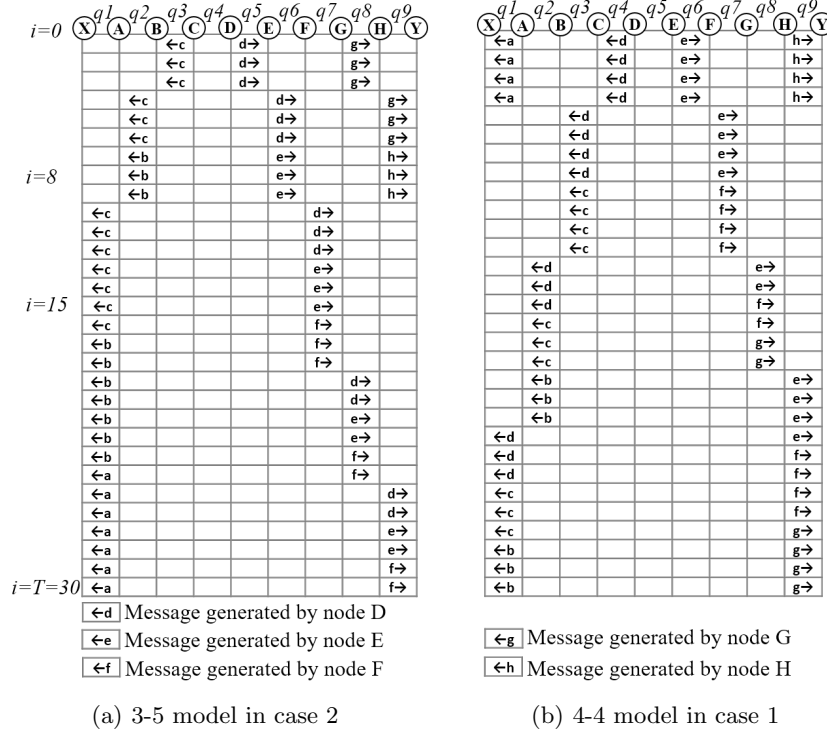 q1 q2 q3 q4 q5 q6 q7 q8 q9
i=0 X A B C D E F G H Y
←c d→ g→
←c d→ g→
←c d→ g→
←c d→ g→
←c d→ g→
←c d→ g→
←b e→ h→
i=8 ←b e→ h→
←b e→ h→
←c d→
←c d→
←c d→
←c e→
←c e→
i=15 ←c e→
←c f→
←b f→
←b f→
←b d→
←b d→
←b e→
←b e→
←b f→
←a f→
←a d→
←a d→
←a e→
←a e→
←a f→
i=T=30 ←a f→
←d Message generated by node D
←e Message generated by node E
←f Message generated by node F
(a) 3-5 model in case 2
q1 q2 q3 q4 q5 q6 q7 q8 q9
X A B C D E F G H Y
←a ←d e→ h→
←a ←d e→ h→
←a ←d e→ h→
←a ←d e→ h→
←d e→
←d e→
←d e→
←d e→
←c f→
←c f→
←c f→
←c f→
←d e→
←d e→
←d f→
←c f→
←c g→
←c g→
←b e→
←b e→
←b e→
←d e→
←d f→
←d f→
←c f→
←c f→
←c g→
←b g→
←b g→
←b g→
←g Message generated by node G
←h Message generated by node H
(b) 4-4 model in case 1